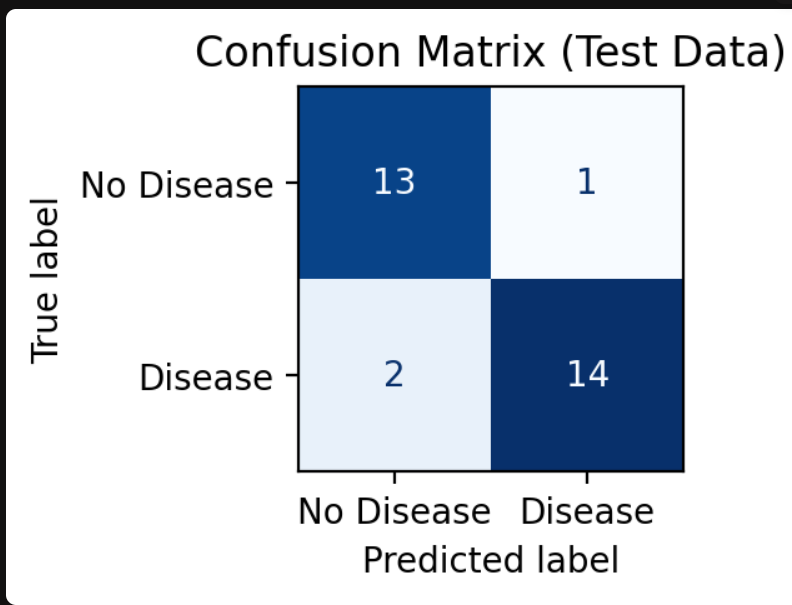 Confusion Matrix (Test Data)
No Disease
13
1
True label
Disease
2
14
No Disease
Disease
Predicted label